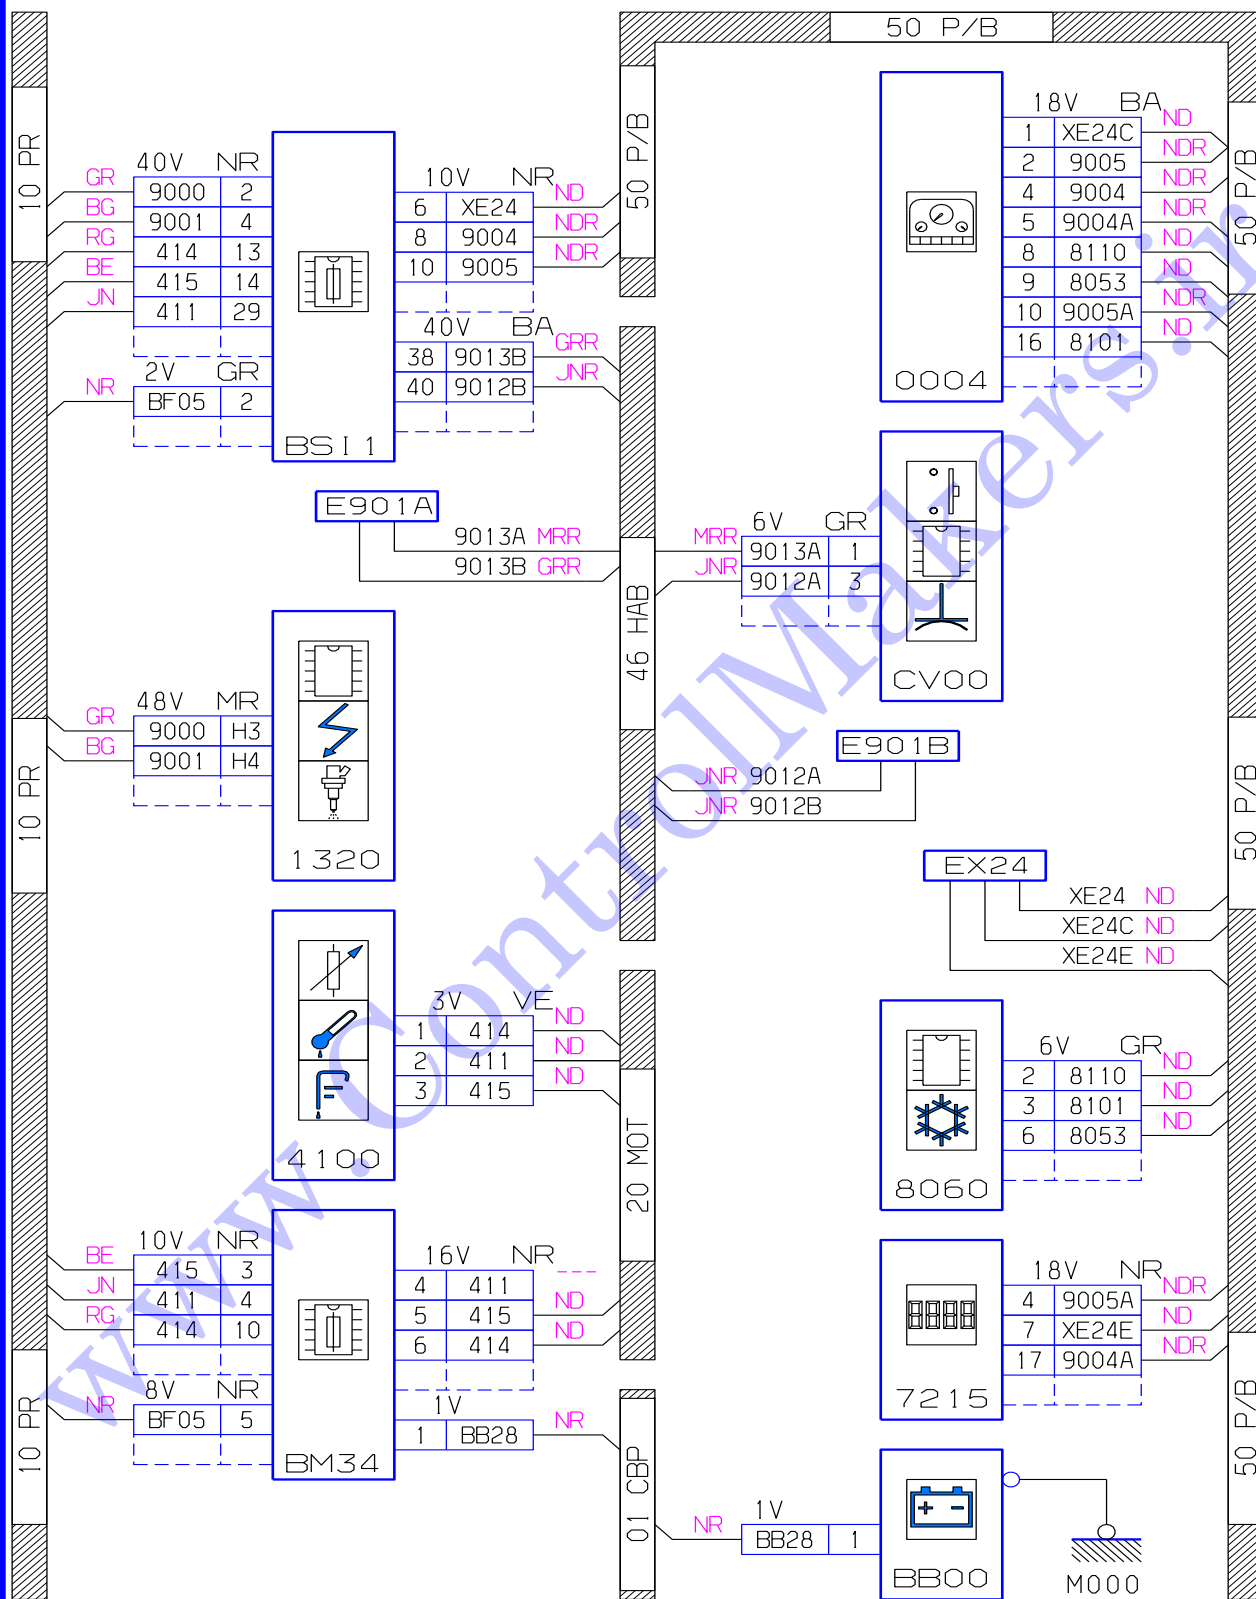 50 P/B
10 PR
40V NR
GR 9000 2
BG 9001 4
RG 414 13
BE 415 14
JN 411 29
2V GR
NR BF05 2
BSI1
10V NR
6 XE24 ND
8 9004 NDR
10 9005 NDR
40V BA
38 9013B GRR
40 9012B JNR
50 P/B
18V BA
1 XE24C ND
2 9005 NDR
4 9004 NDR
5 9004A NDR
8 8110 ND
9 8053 ND
10 9005A NDR
16 8101 ND
0004
50 P/B
E901A
9013A MRR
9013B GRR
46 HAB
6V GR
MRR 9013A 1
JNR 9012A 3
CV00
10 PR
48V MR
GR 9000 H3
BG 9001 H4
1320
E901B
JNR 9012A
JNR 9012B
50 P/B
EX24
XE24 ND
XE24C ND
XE24E ND
3V VE
1 414 ND
2 411 ND
3 415 ND
4100
20 MOT
6V GR
2 8110 ND
3 8101 ND
6 8053 ND
8060
10V NR
BE 415 3
JN 411 4
RG 414 10
8V NR
NR BF05 5
BM34
10 PR
16V NR
4 411 ---
5 415 ND
6 414 ND
1V
1 BB28 NR
01 CBP
18V NR
4 9005A NDR
7 XE24E ND
17 9004A NDR
7215
50 P/B
1V
NR BB28 1
+ -
BB00
M000
www.ControlMakers.ir